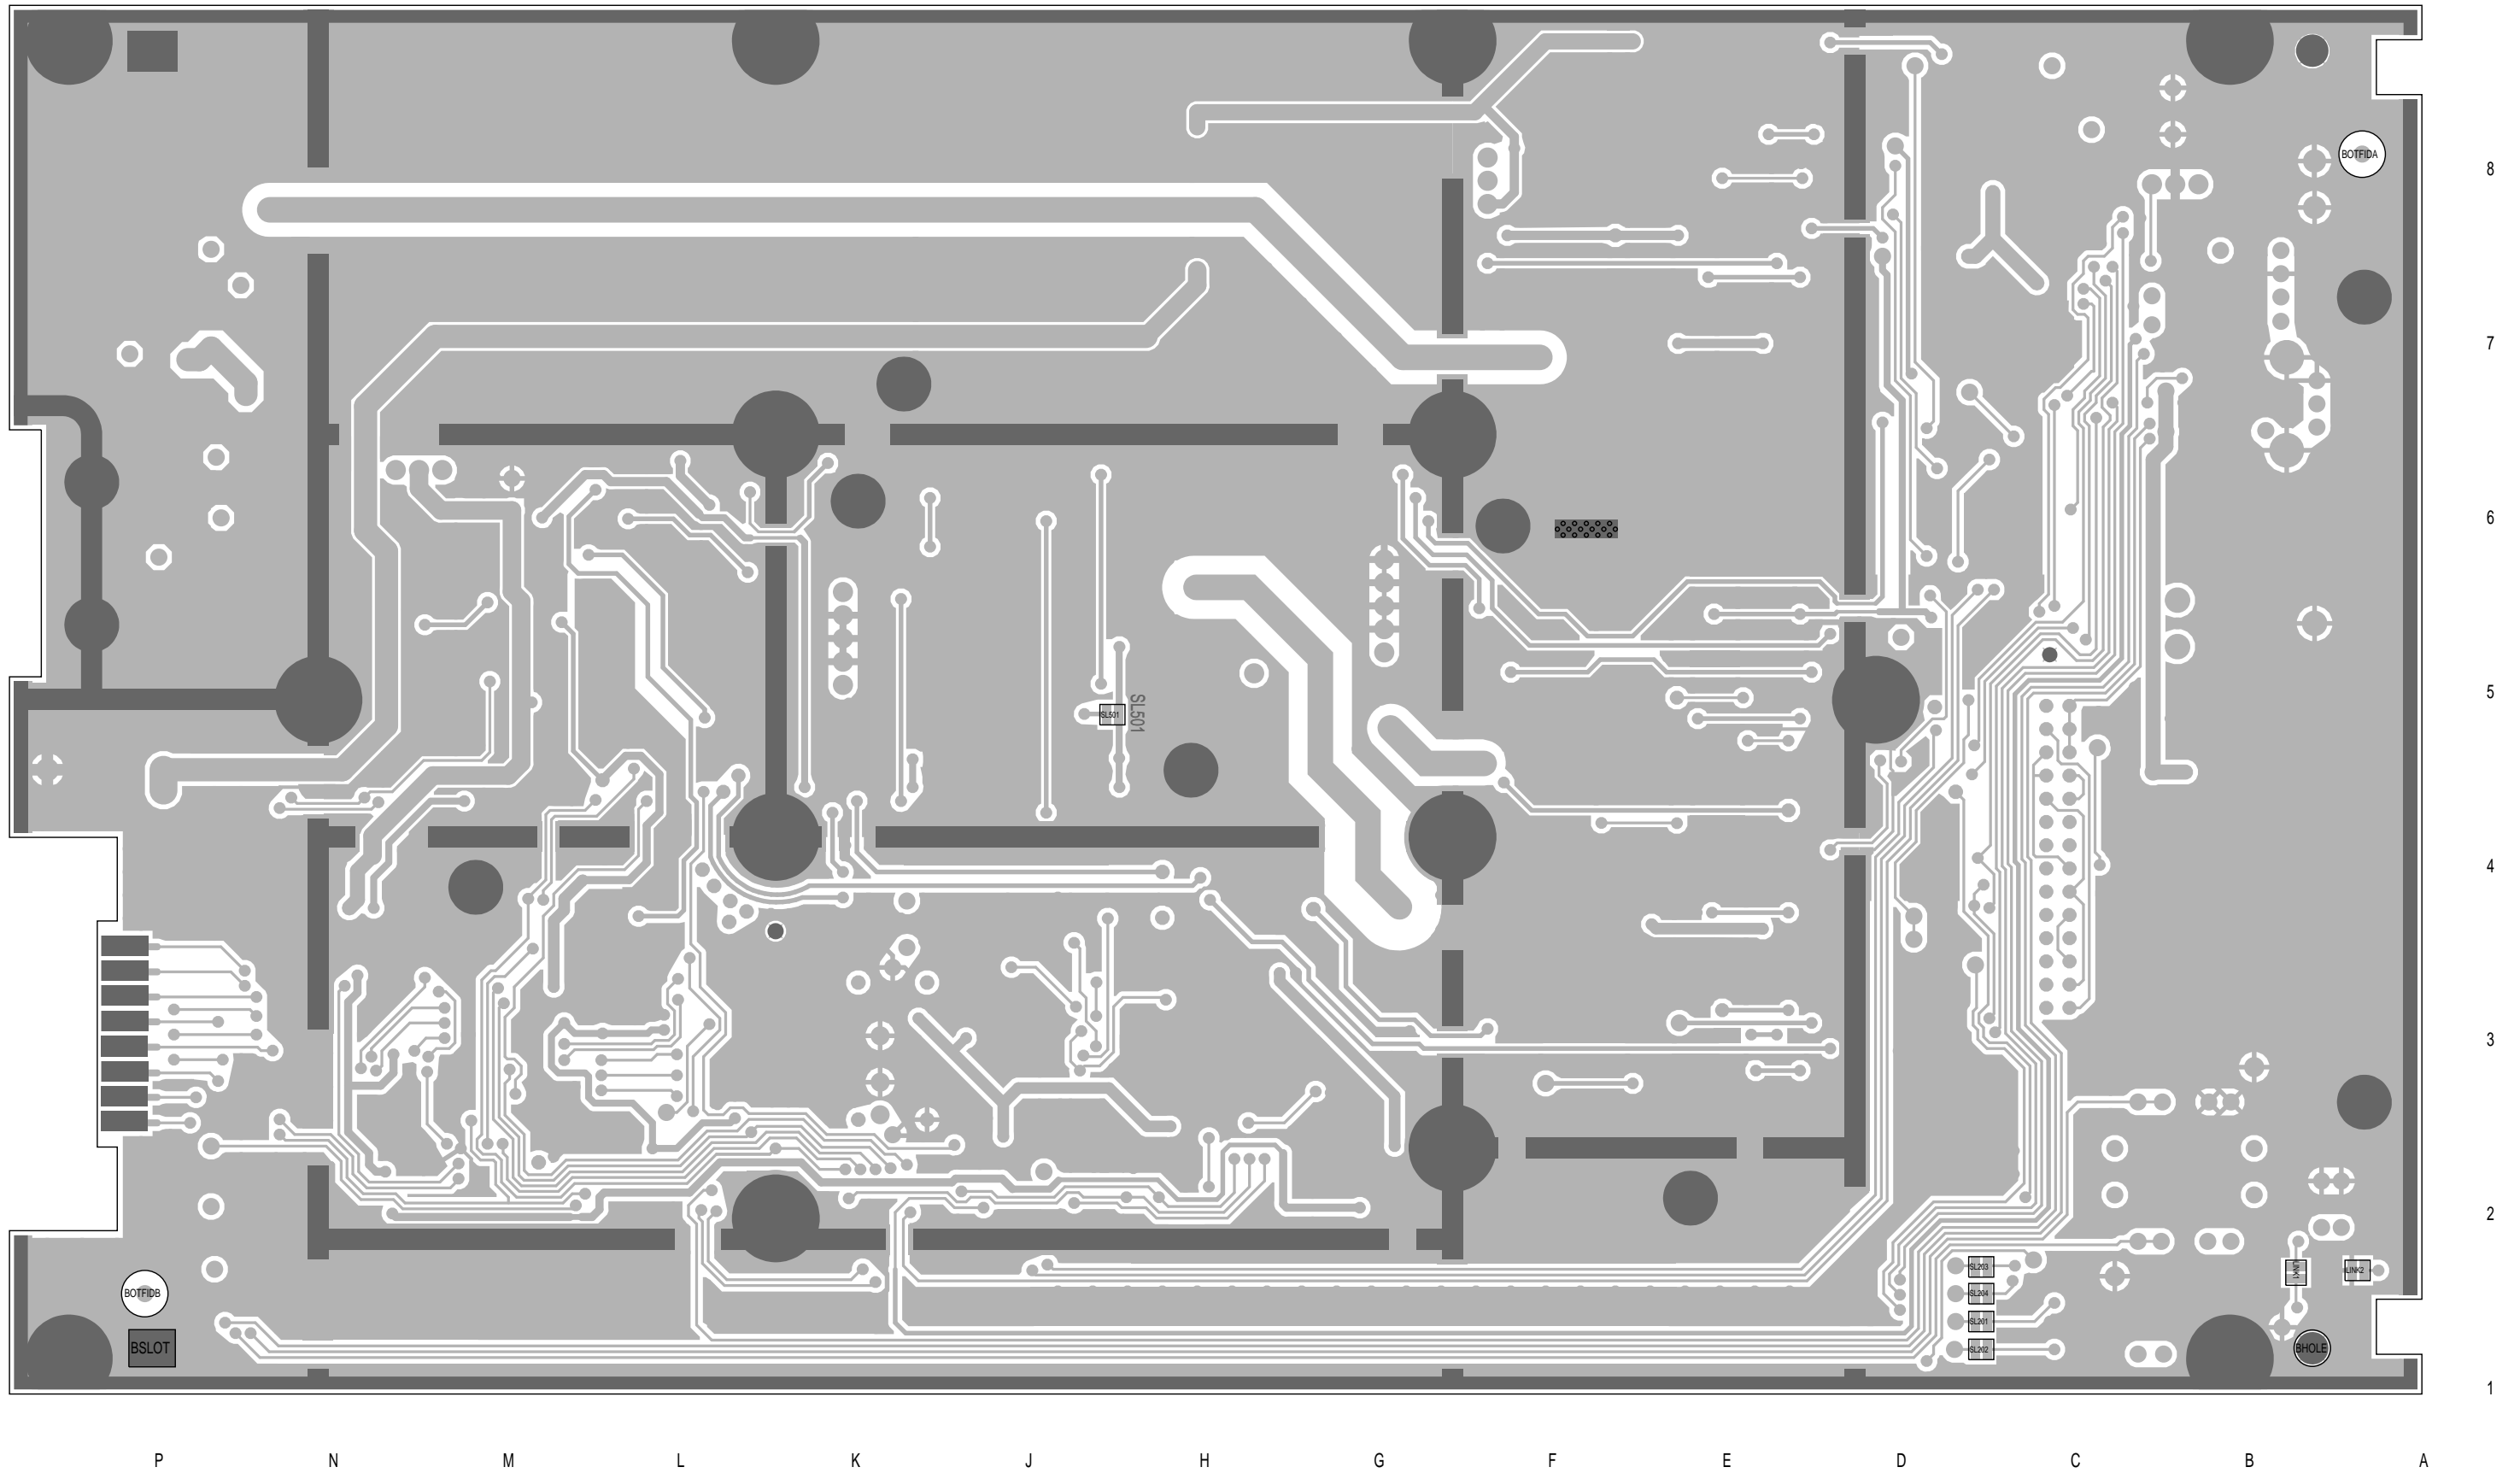 BOTFIDA
8
7
6
SL501
SL501
5
4
3
2
SL203
LINK1
LINK2
BOTFIDB
SL204
SL201
BSLOT
SL202
BHOLE
1
P N M L K J H G F E D C B A